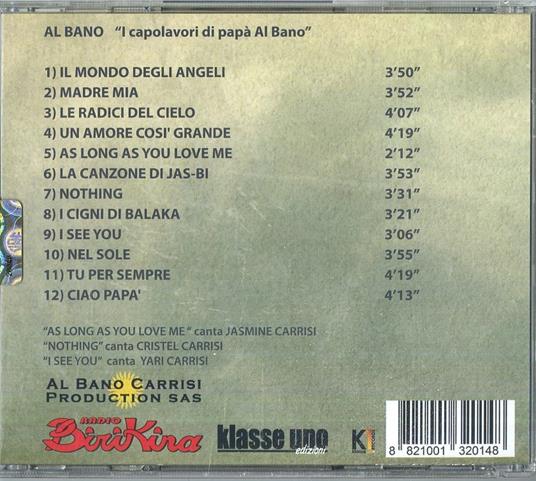 AL BANO "I capolavori di papà Al Bano"
1) IL MONDO DEGLI ANGELI 3'50"
2) MADRE MIA 3'52"
3) LE RADICI DEL CIELO 4'07"
4) UN AMORE COSI' GRANDE 4'19"
5) AS LONG AS YOU LOVE ME 2'12"
6) LA CANZONE DI JAS-BI 3'53"
7) NOTHING 3'31"
8) I CIGNI DI BALAKA 3'21"
9) I SEE YOU 3'06"
10) NEL SOLE 3'55"
11) TU PER SEMPRE 4'19"
12) CIAO PAPA' 4'13"
"AS LONG AS YOU LOVE ME" canta JASMINE CARRISI
"NOTHING" canta CRISTEL CARRISI
"I SEE YOU" canta YARI CARRISI
AL BANO CARRISI
PRODUCTION SAS
RADIO
BiriKina
klasse uno
edizioni
K1
8 821001 320148